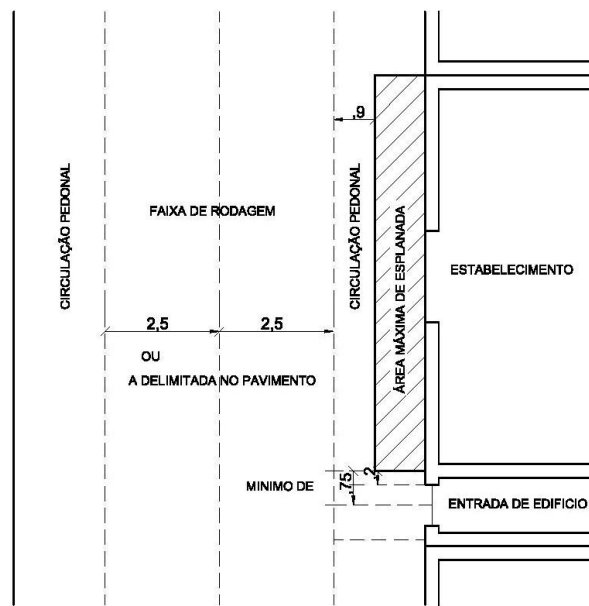 ,9
CIRCULAÇÃO PEDONAL
FAIXA DE RODAGEM
CIRCULAÇÃO PEDONAL
ÁREA MÁXIMA DE ESPLANADA
ESTABELECIMENTO
2,5
2,5
OU
A DELIMITADA NO PAVIMENTO
MINIMO DE
,75
,2
ENTRADA DE EDIFICIO